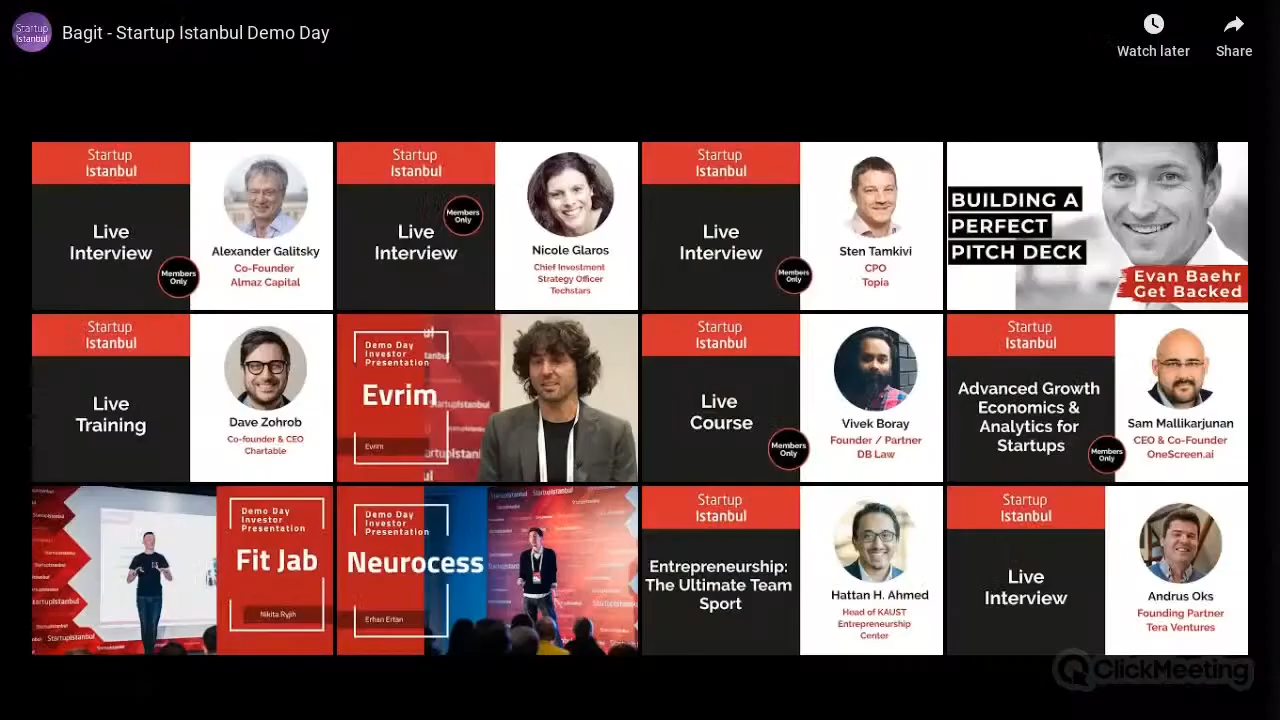 Startup
Istanbul
Bagit - Startup Istanbul Demo Day
Watch later
Share
Startup
Istanbul
Live
Interview
Members
Only
Alexander Galitsky
Co-Founder
Almaz Capital
Startup
Istanbul
Members
Only
Live
Interview
Nicole Glaros
Chief Investment
Strategy Officer
Techstars
Startup
Istanbul
Live
Interview
Members
Only
Sten Tamkivi
CPO
Topia
BUILDING A
PERFECT
PITCH DECK
Evan Baehr
Get Backed
Startup
Istanbul
Live
Training
Dave Zohrob
Co-founder & CEO
Chartable
Demo Day
Investor
Presentation
Evrim
Evrim
startupistanbul
Startup
Istanbul
Live
Course
Members
Only
Vivek Boray
Founder / Partner
DB Law
Startup
Istanbul
Advanced Growth
Economics &
Analytics for
Startups
Members
Only
Sam Mallikarjunan
CEO & Co-Founder
OneScreen.ai
Demo Day
Investor
Presentation
Fit Jab
Nikita Ryjih
StartupIstanbul
Demo Day
Investor
Presentation
Neurocess
Erhan Ertan
StartupIstanbul
Startup
Istanbul
Entrepreneurship:
The Ultimate Team
Sport
Hattan H. Ahmed
Head of KAUST
Entrepreneurship
Center
Startup
Istanbul
Live
Interview
Andrus Oks
Founding Partner
Tera Ventures
ClickMeeting